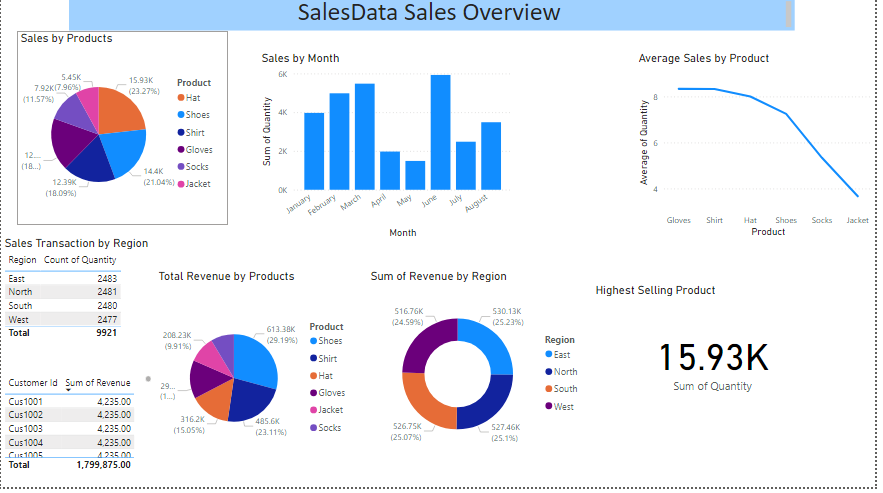 SalesData Sales Overview
Sales by Products
5.45K
(7.96%)
7.92K
(11.57%)
15.93K
(23.27%)
12...
(18...)
12.39K
(18.09%)
14.4K
(21.04%)
Product
Hat
Shoes
Shirt
Gloves
Socks
Jacket
Sales by Month
Sum of Quantity
6K
4K
2K
0K
January
February
March
April
May
June
July
August
Month
Average Sales by Product
Average of Quantity
8
6
4
Gloves Shirt Hat Shoes Socks Jacket
Product
Sales Transaction by Region
Region Count of Quantity
East 2483
North 2481
South 2480
West 2477
Total 9921
Customer Id Sum of Revenue
Cus1001 4,235.00
Cus1002 4,235.00
Cus1003 4,235.00
Cus1004 4,235.00
Cus1005 4,235.00
Total 1,799,875.00
Total Revenue by Products
208.23K
(9.91%)
613.38K
(29.19%)
29...
(1...)
316.2K
(15.05%)
485.6K
(23.11%)
Product
Shoes
Shirt
Hat
Gloves
Jacket
Socks
Sum of Revenue by Region
516.76K
(24.59%)
530.13K
(25.23%)
526.75K
(25.07%)
527.46K
(25.1%)
Region
East
North
South
West
Highest Selling Product
15.93K
Sum of Quantity